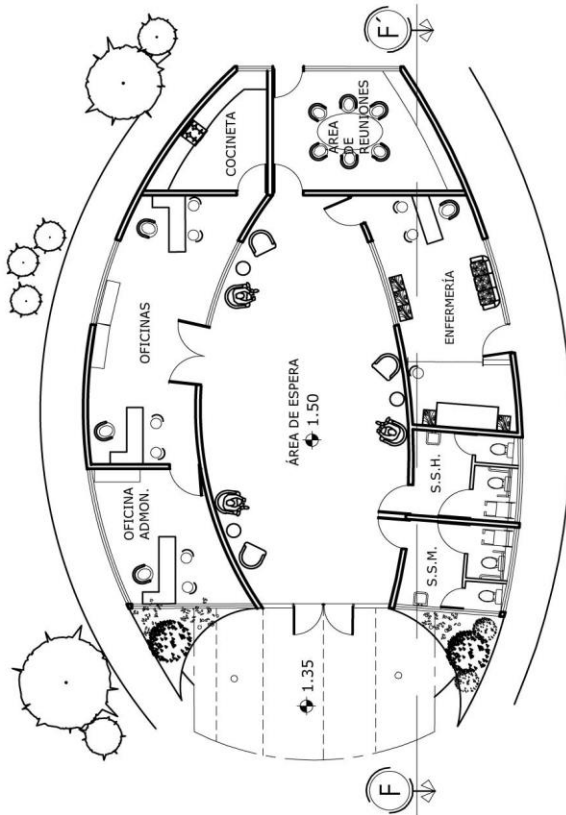 F´
COCINETA
ÁREA
DE
REUNIONES
OFICINAS
ENFERMERÍA
ÁREA DE ESPERA
1.50
OFICINA
ADMON.
S.S.H.
S.S.M.
1.35
F